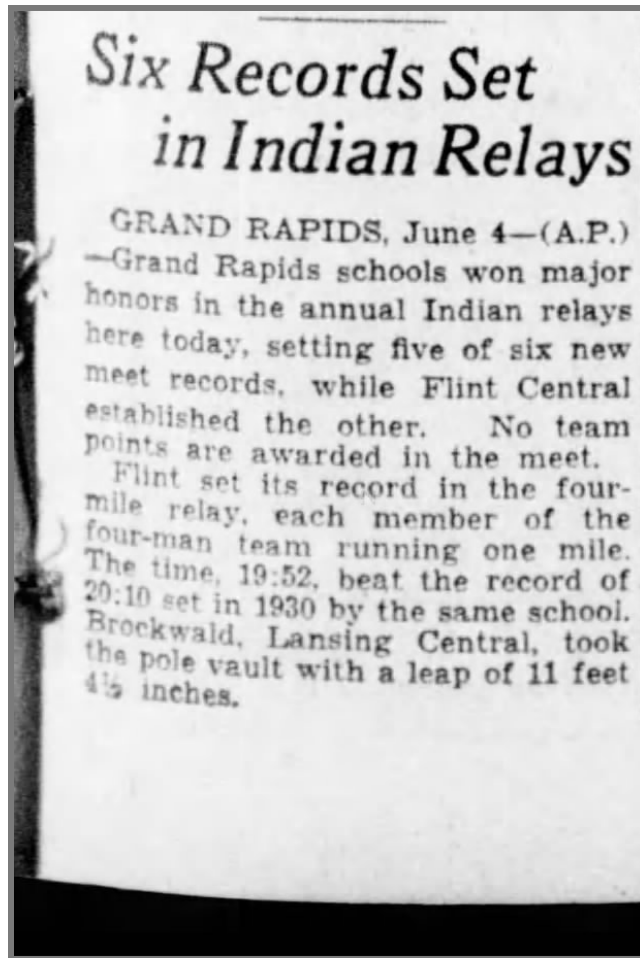 Six Records Set
in Indian Relays
GRAND RAPIDS, June 4—(A.P.)
—Grand Rapids schools won major
honors in the annual Indian relays
here today, setting five of six new
meet records, while Flint Central
established the other. No team
points are awarded in the meet.
Flint set its record in the four-
mile relay, each member of the
four-man team running one mile.
The time, 19:52, beat the record of
20:10 set in 1930 by the same school.
Brockwald, Lansing Central, took
the pole vault with a leap of 11 feet
4½ inches.